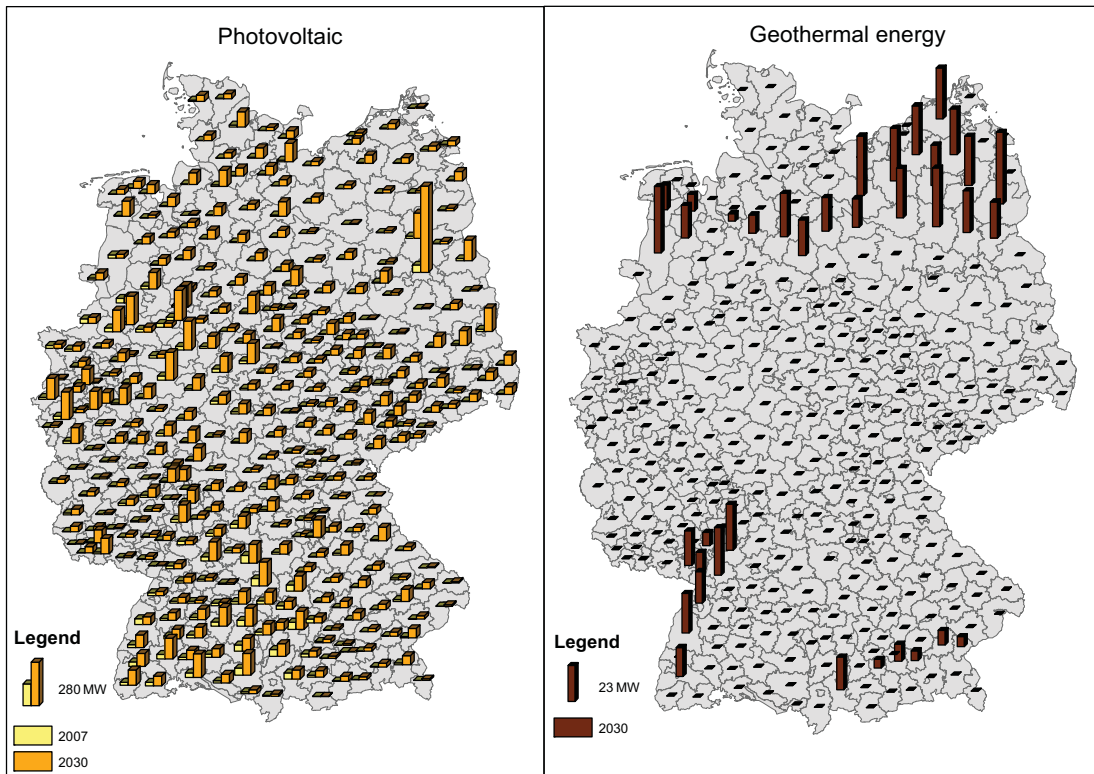 Photovoltaic
Legend
280 MW
2007
2030
Geothermal energy
Legend
23 MW
2030